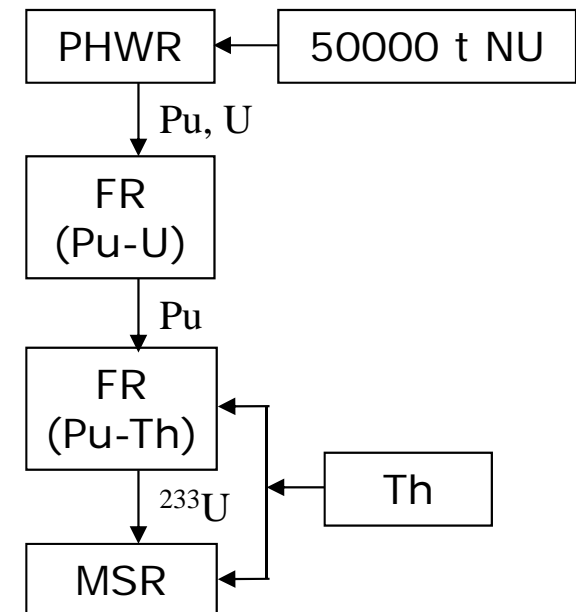 PHWR
50000 t NU
Pu, U
FR
(Pu-U)
Pu
FR
(Pu-Th)
²³³U
Th
MSR